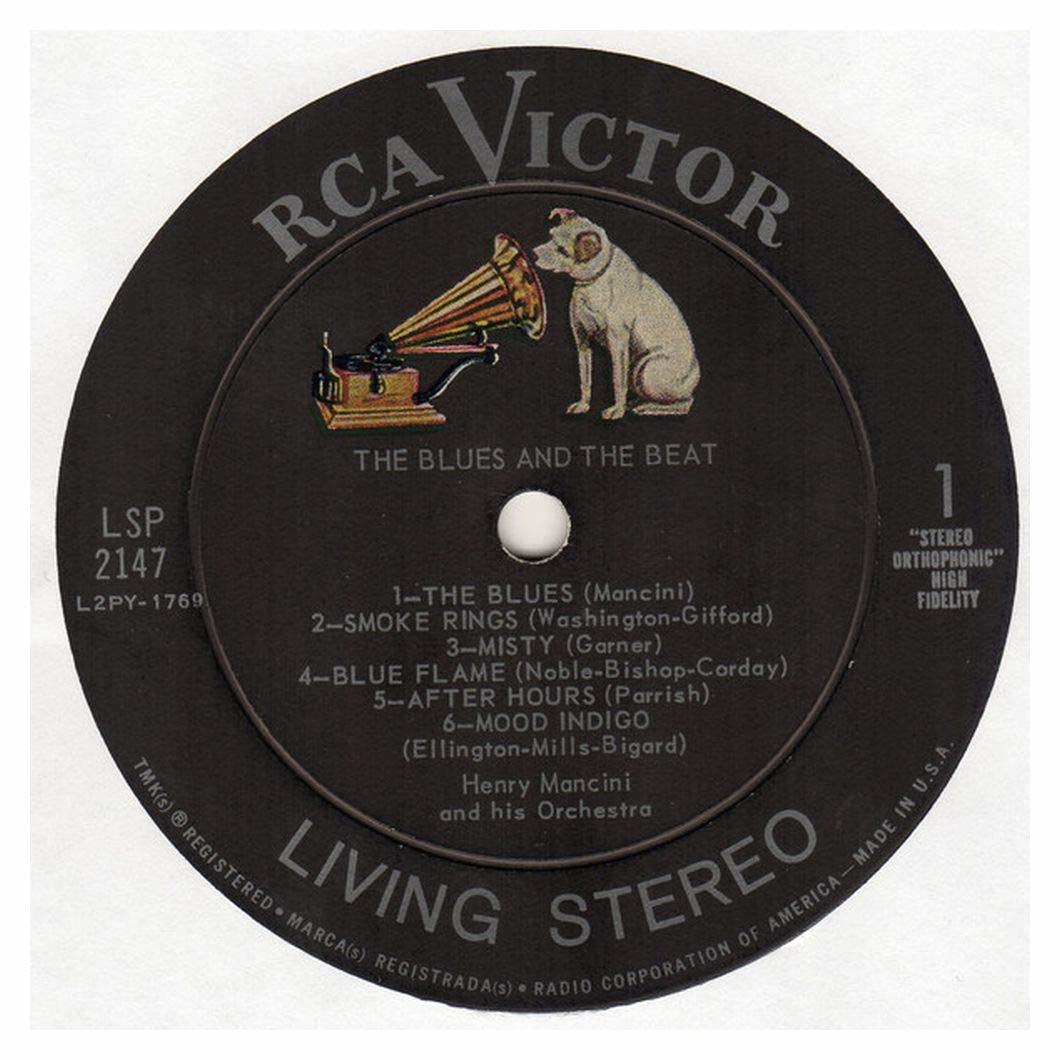 RCA VICTOR
THE BLUES AND THE BEAT
LSP
2147
L2PY-1769
1
“STEREO
ORTHOPHONIC”
HIGH
FIDELITY
1—THE BLUES (Mancini)
2—SMOKE RINGS (Washington-Gifford)
3—MISTY (Garner)
4—BLUE FLAME (Noble-Bishop-Corday)
5—AFTER HOURS (Parrish)
6—MOOD INDIGO
(Ellington-Mills-Bigard)
Henry Mancini
and his Orchestra
LIVING STEREO
TMK(s) ® REGISTERED • MARCA(s) REGISTRADA(s) • RADIO CORPORATION OF AMERICA—MADE IN U.S.A.